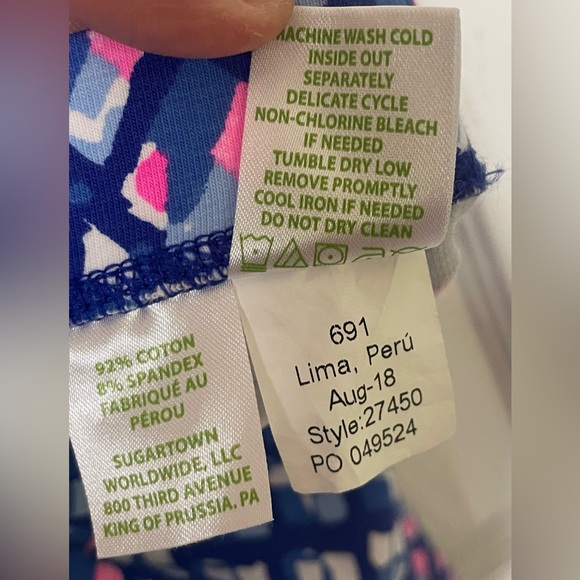 MACHINE WASH COLD
INSIDE OUT
SEPARATELY
DELICATE CYCLE
NON-CHLORINE BLEACH
IF NEEDED
TUMBLE DRY LOW
REMOVE PROMPTLY
COOL IRON IF NEEDED
DO NOT DRY CLEAN
92% COTTON
8% SPANDEX
FABRIQUÉ AU
PÉROU
SUGARTOWN
WORLDWIDE, LLC
800 THIRD AVENUE
KING OF PRUSSIA. PA
691
Lima, Perú
Aug-18
Style:27450
PO 049524